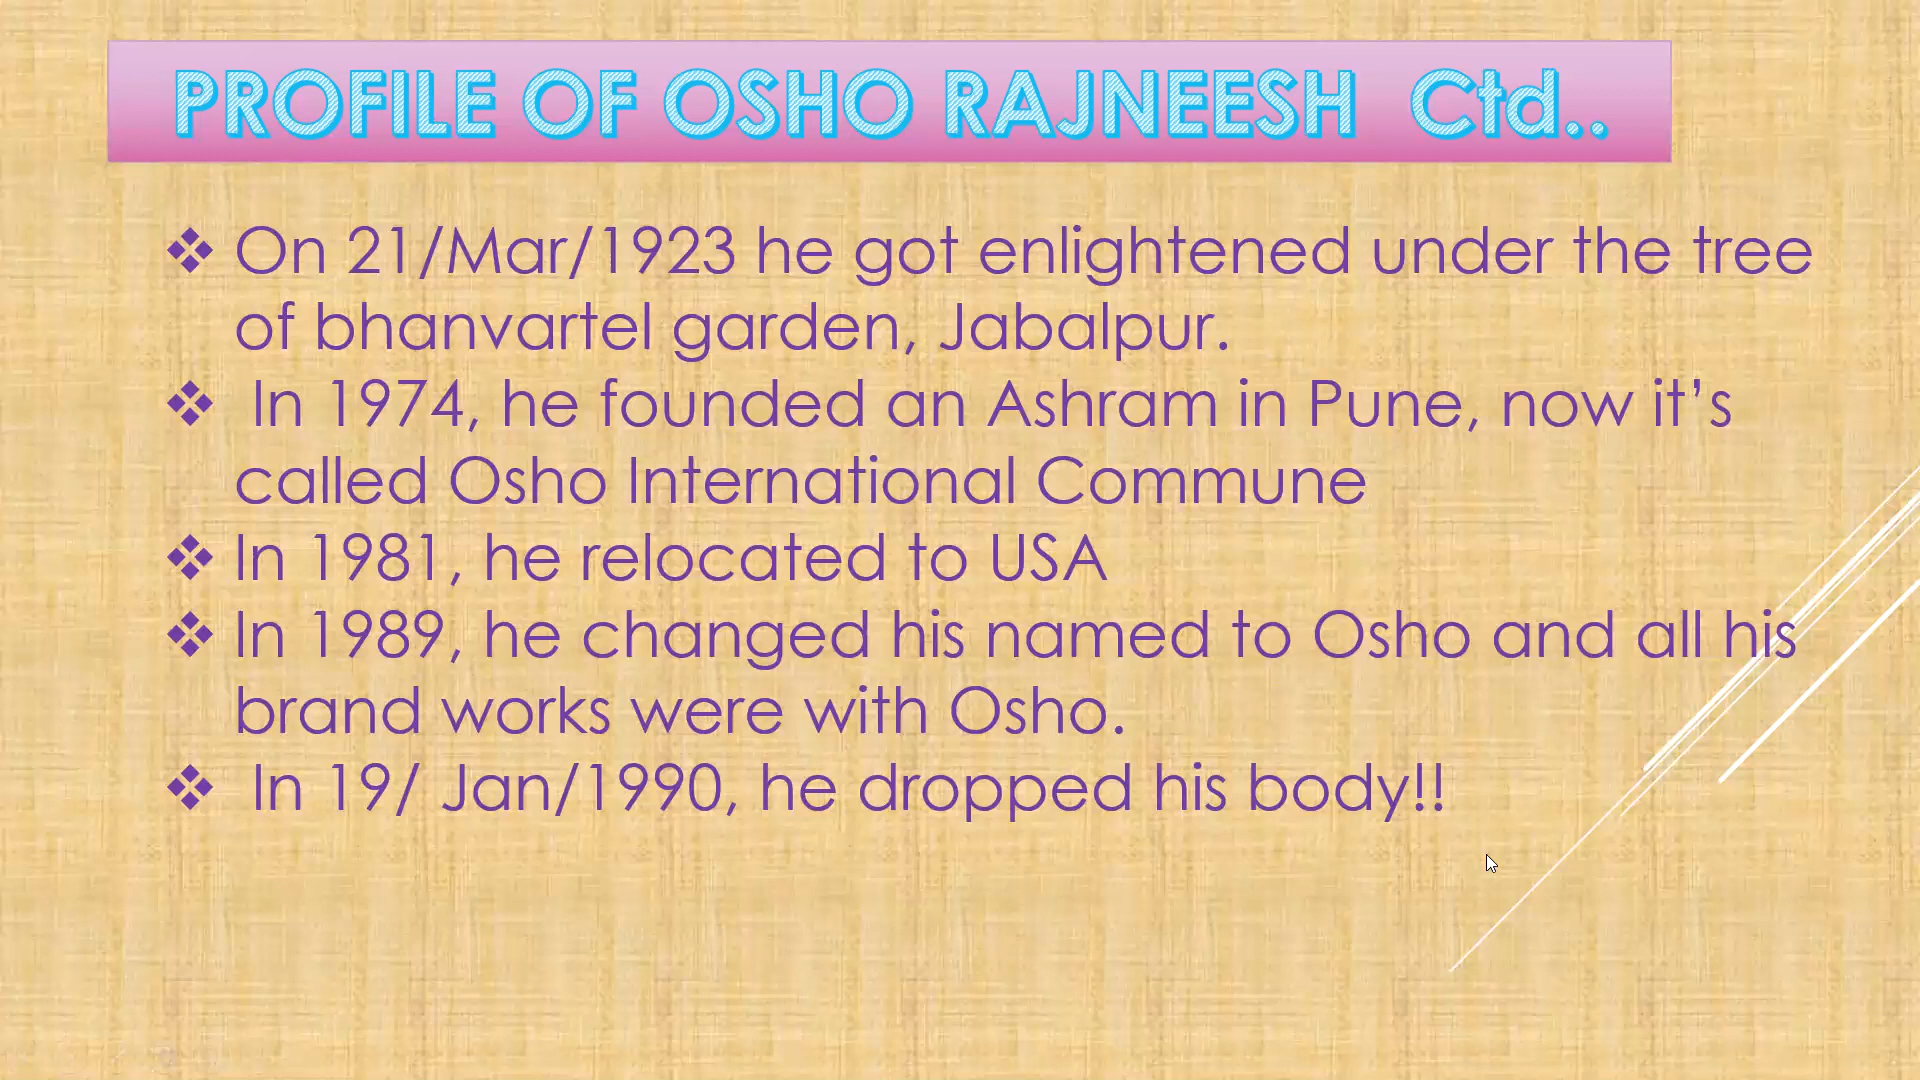 PROFILE OF OSHO RAJNEESH Ctd..
❖ On 21/Mar/1923 he got enlightened under the tree
of bhanvartel garden, Jabalpur.
❖ In 1974, he founded an Ashram in Pune, now it’s
called Osho International Commune
❖ In 1981, he relocated to USA
❖ In 1989, he changed his named to Osho and all his
brand works were with Osho.
❖ In 19/ Jan/1990, he dropped his body!!